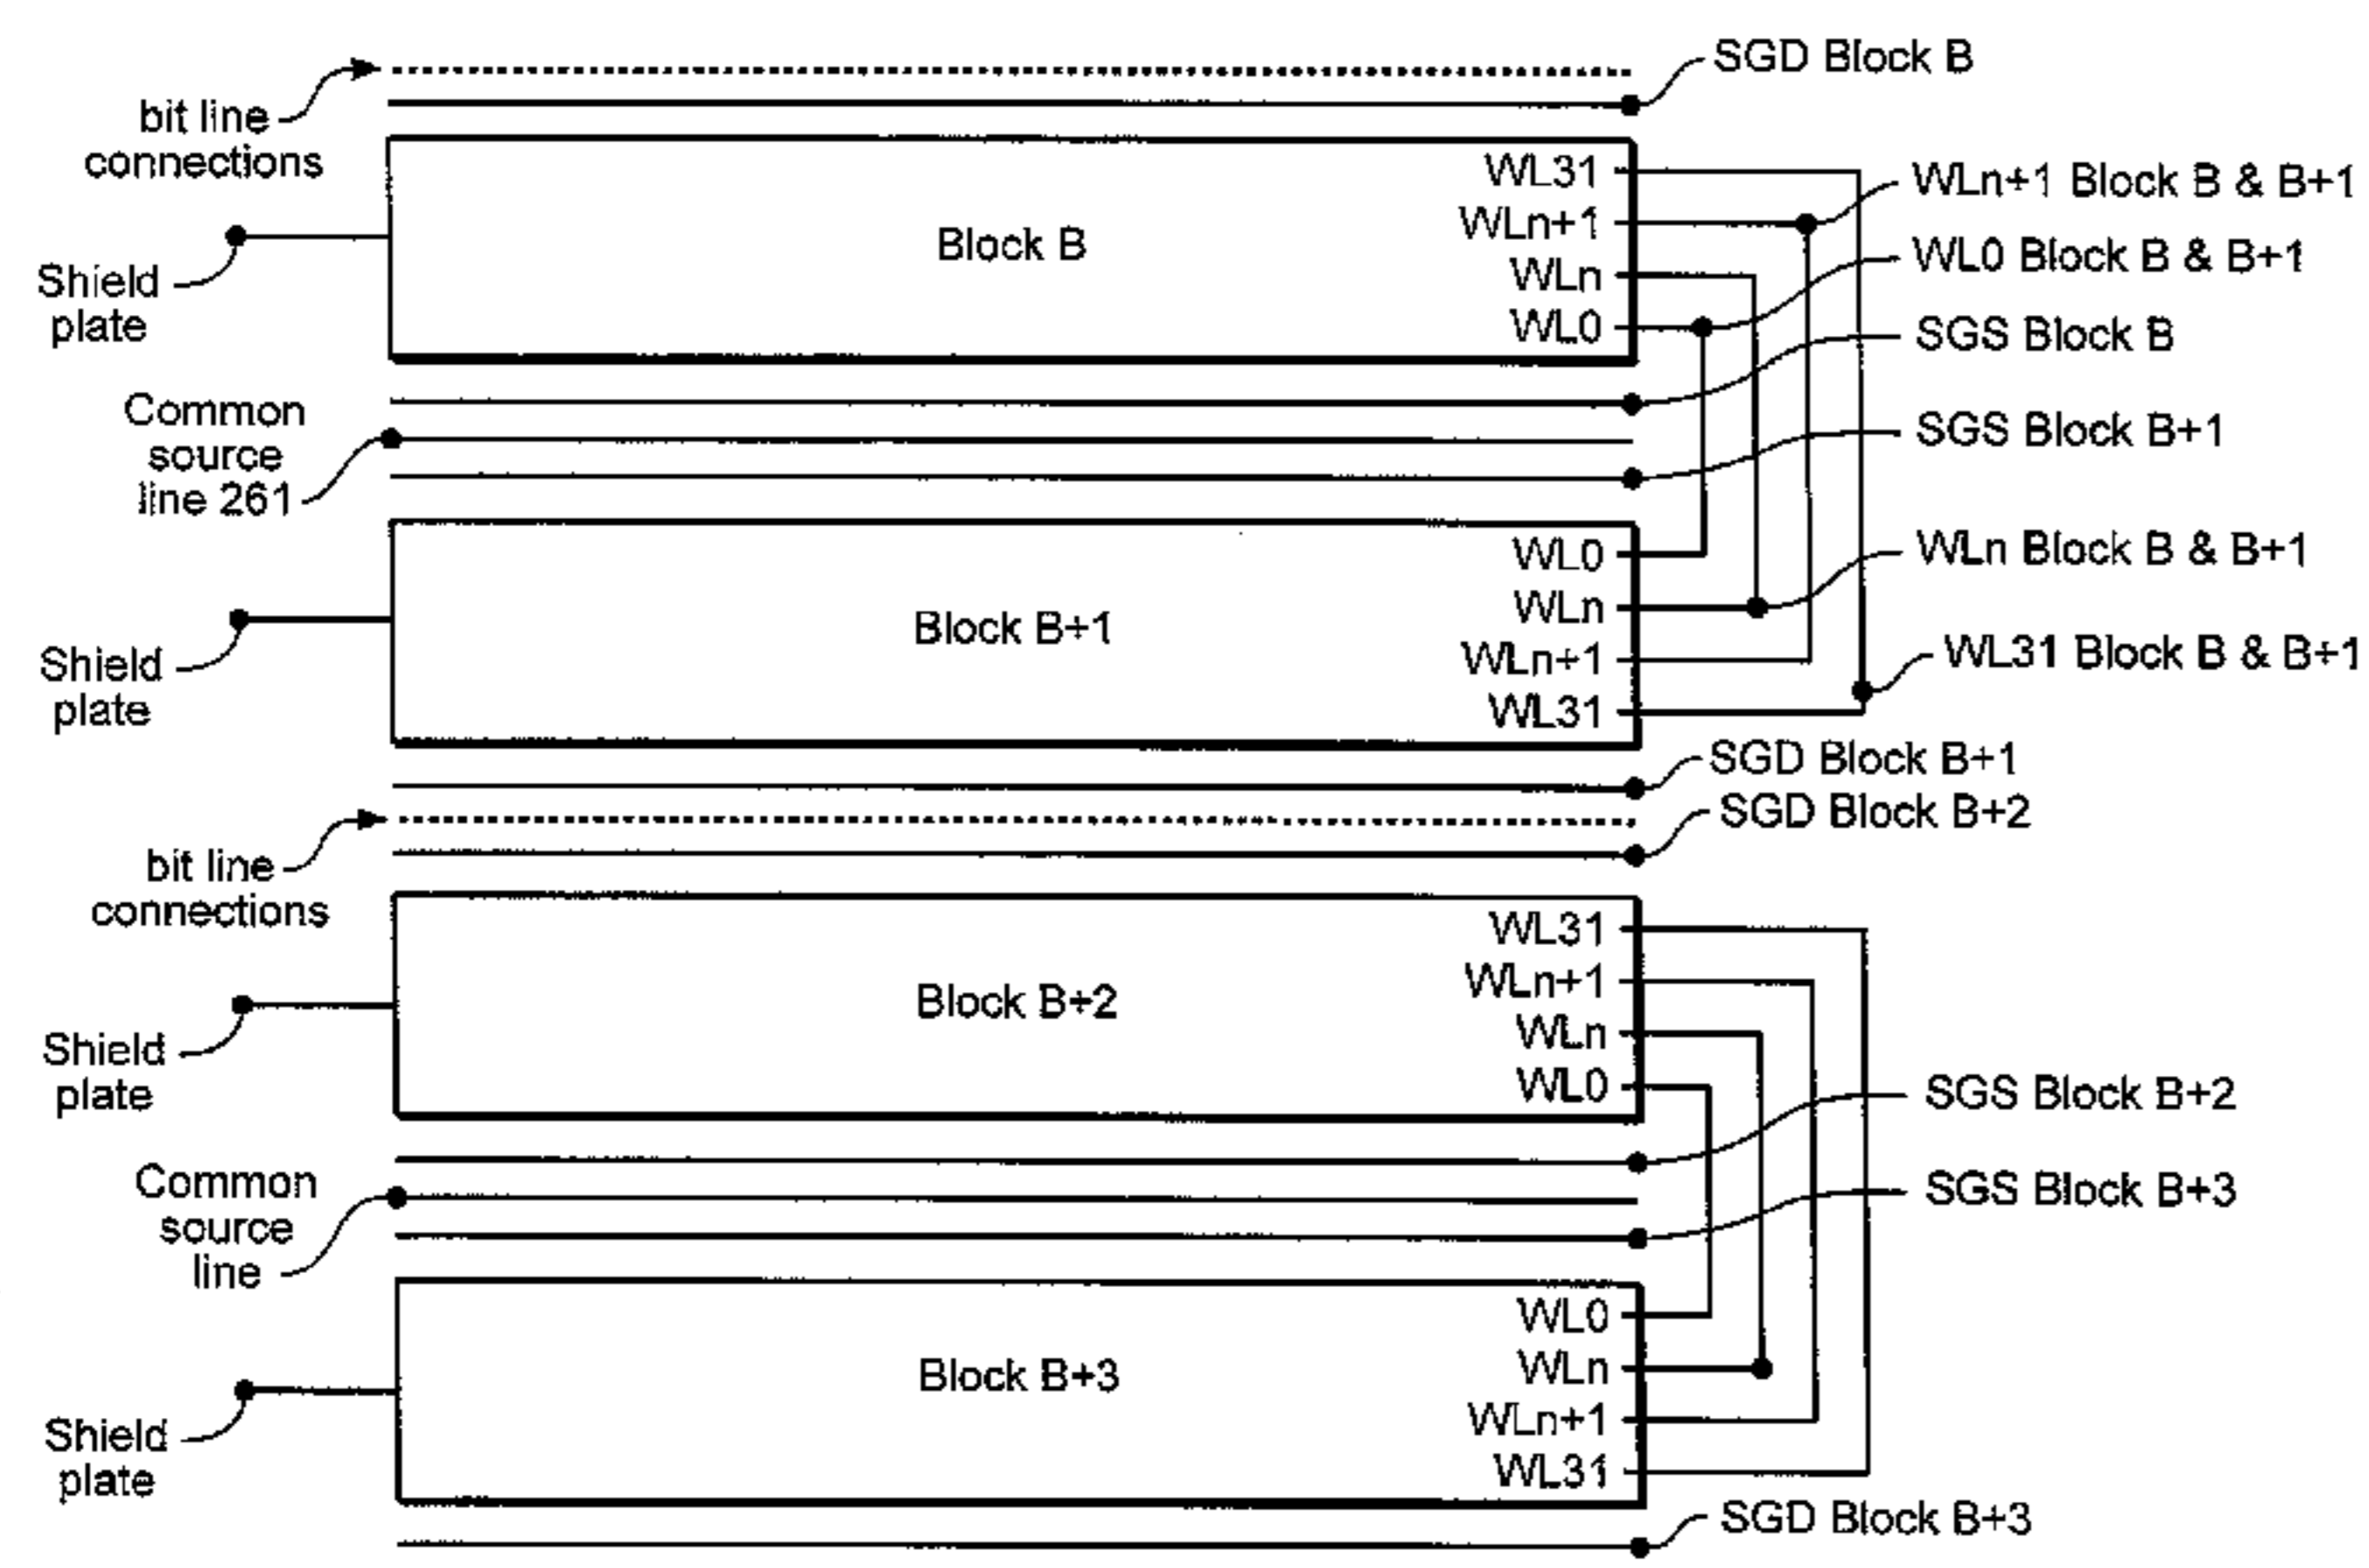 SGD Block B
bit line
connections
WL31
WLn+1 Block B & B+1
WLn+1
Block B
WL0 Block B & B+1
WLn
Shield
plate
WL0
SGS Block B
Common
source
line 261
SGS Block B+1
WL0
WLn Block B & B+1
WLn
Block B+1
Shield
plate
WLn+1
WL31 Block B & B+1
WL31
SGD Block B+1
SGD Block B+2
bit line
connections
WL31
WLn+1
Block B+2
WLn
Shield
plate
WL0
SGS Block B+2
Common
source
line
SGS Block B+3
WL0
WLn
Block B+3
WLn+1
Shield
plate
WL31
SGD Block B+3